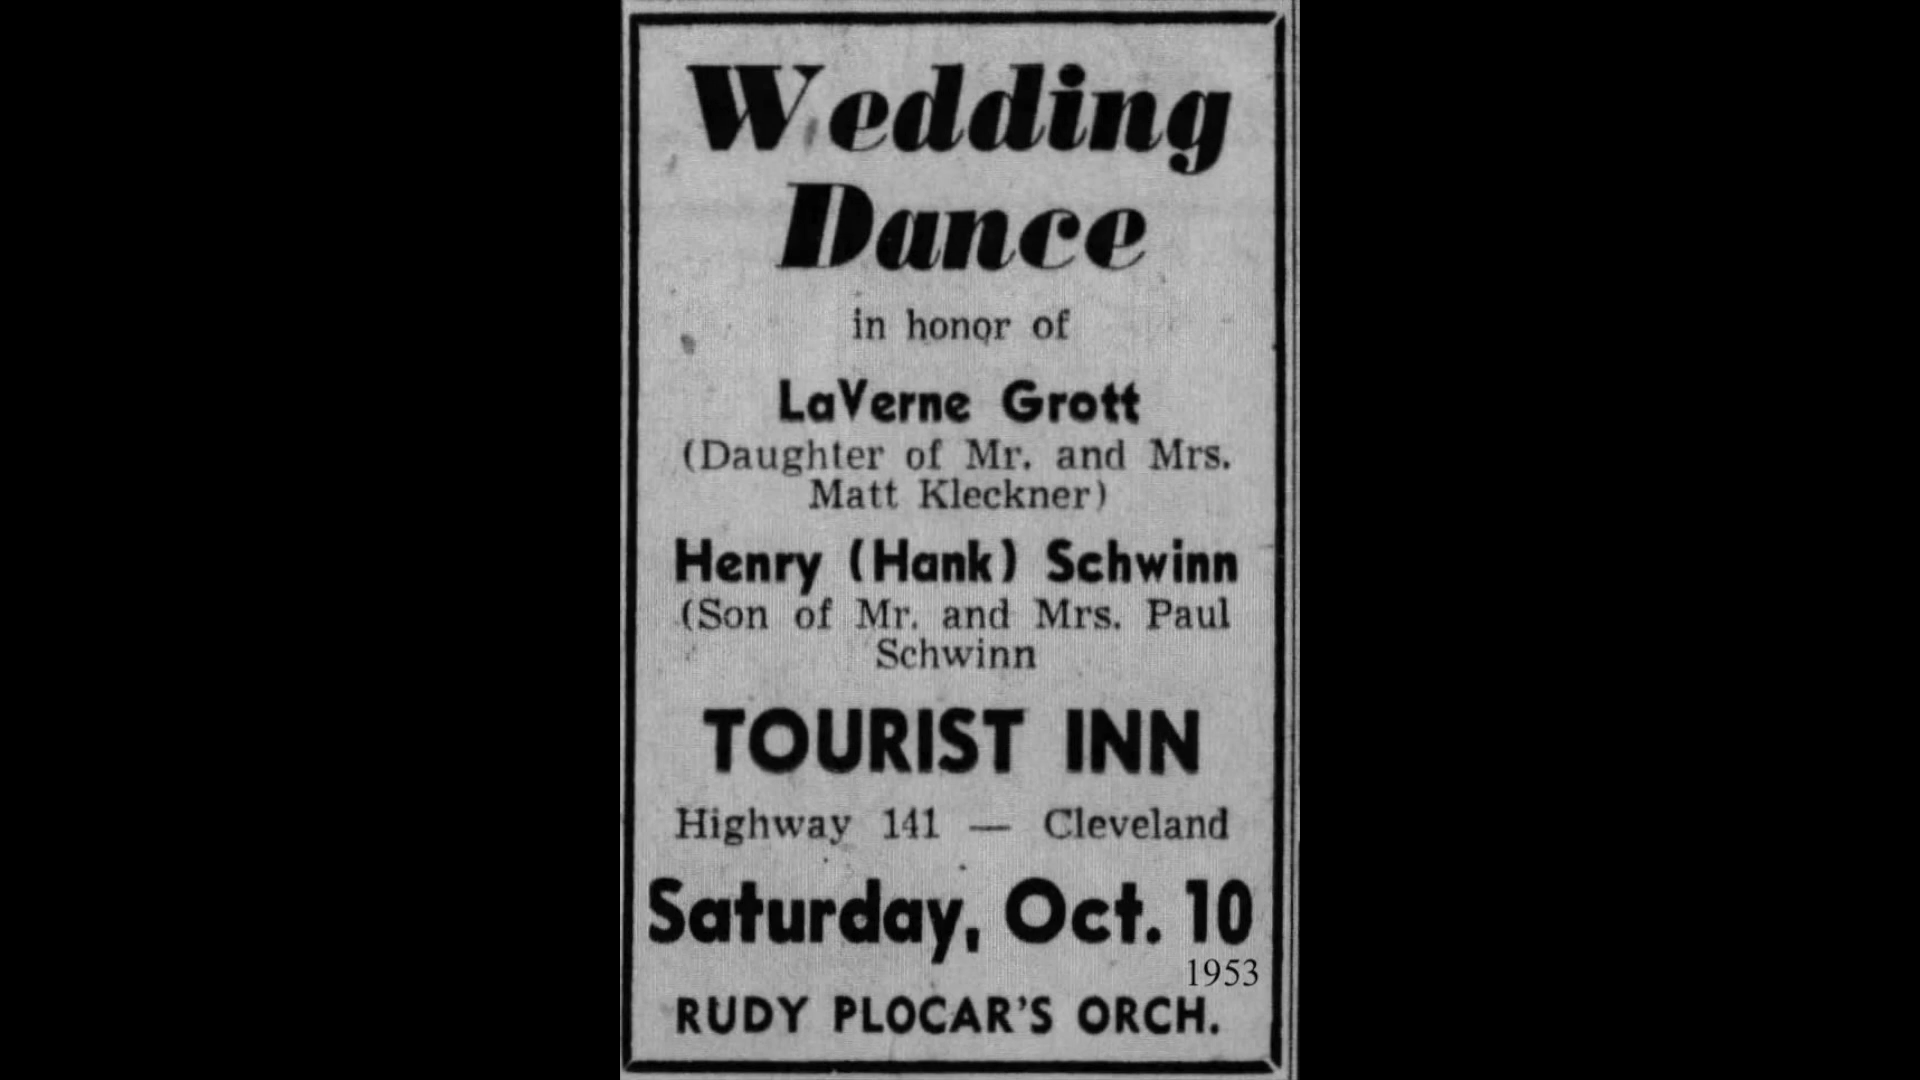 Wedding
Dance
in honor of
LaVerne Grott
(Daughter of Mr. and Mrs.
Matt Kleckner)
Henry (Hank) Schwinn
(Son of Mr. and Mrs. Paul
Schwinn
TOURIST INN
Highway 141 — Cleveland
Saturday, Oct. 10
1953
RUDY PLOCAR'S ORCH.